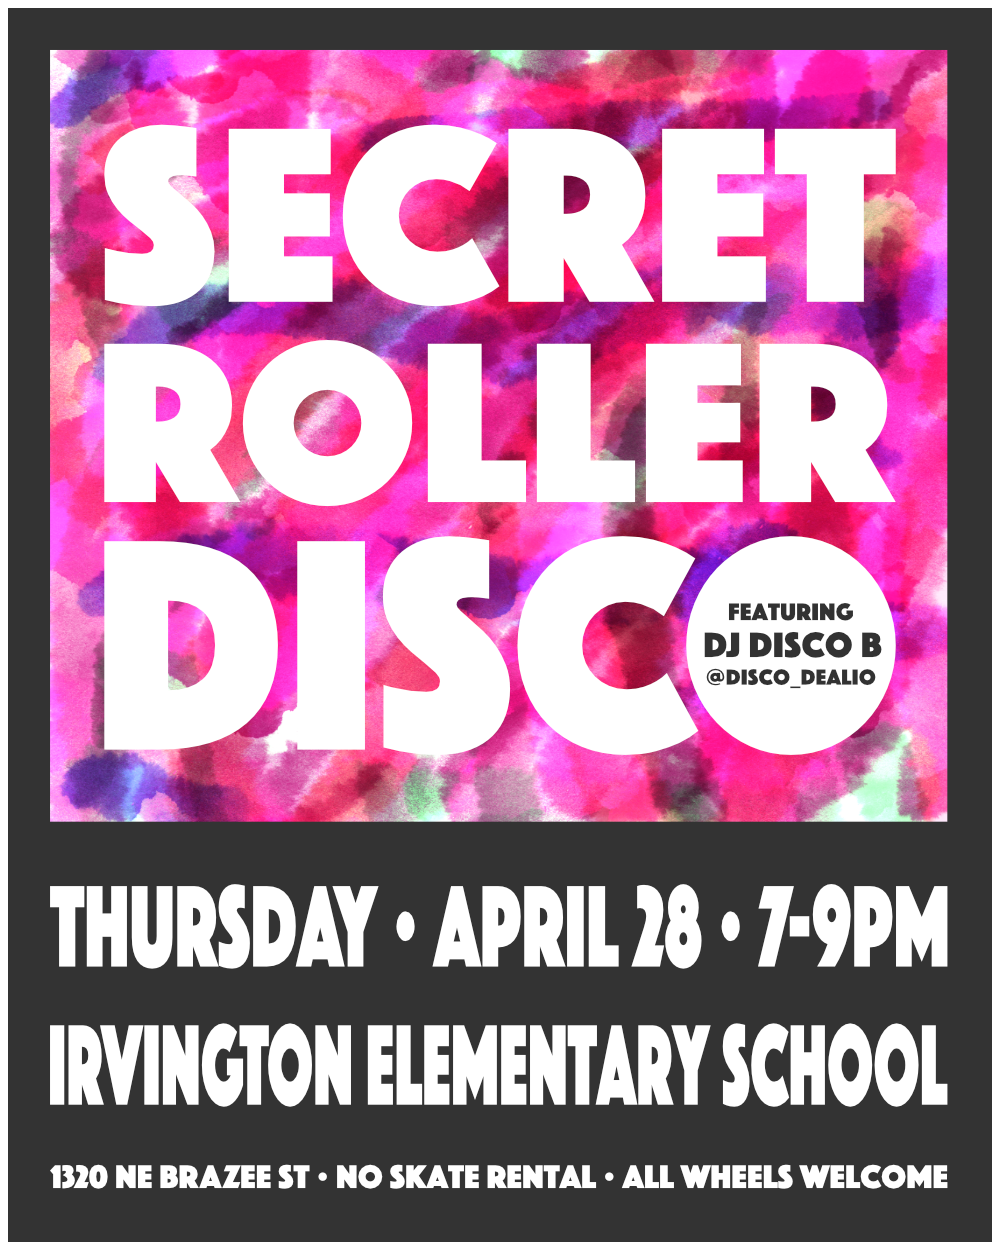 SECRET
ROLLER
DISCO
FEATURING
DJ DISCO B
@DISCO_DEALIO
THURSDAY • APRIL 28 • 7-9PM
IRVINGTON ELEMENTARY SCHOOL
1320 NE BRAZEE ST • NO SKATE RENTAL • ALL WHEELS WELCOME